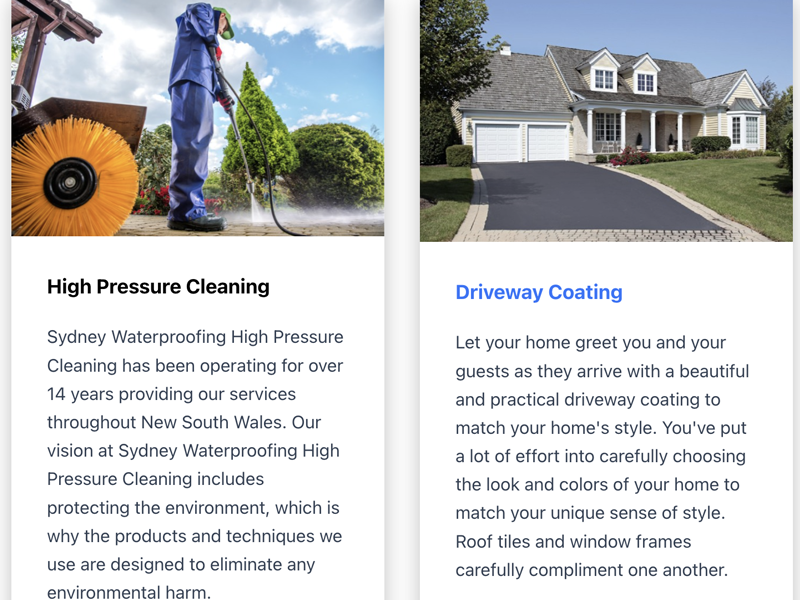 High Pressure Cleaning
Sydney Waterproofing High Pressure
Cleaning has been operating for over
14 years providing our services
throughout New South Wales. Our
vision at Sydney Waterproofing High
Pressure Cleaning includes
protecting the environment, which is
why the products and techniques we
use are designed to eliminate any
environmental harm.
Driveway Coating
Let your home greet you and your
guests as they arrive with a beautiful
and practical driveway coating to
match your home's style. You've put
a lot of effort into carefully choosing
the look and colors of your home to
match your unique sense of style.
Roof tiles and window frames
carefully compliment one another.